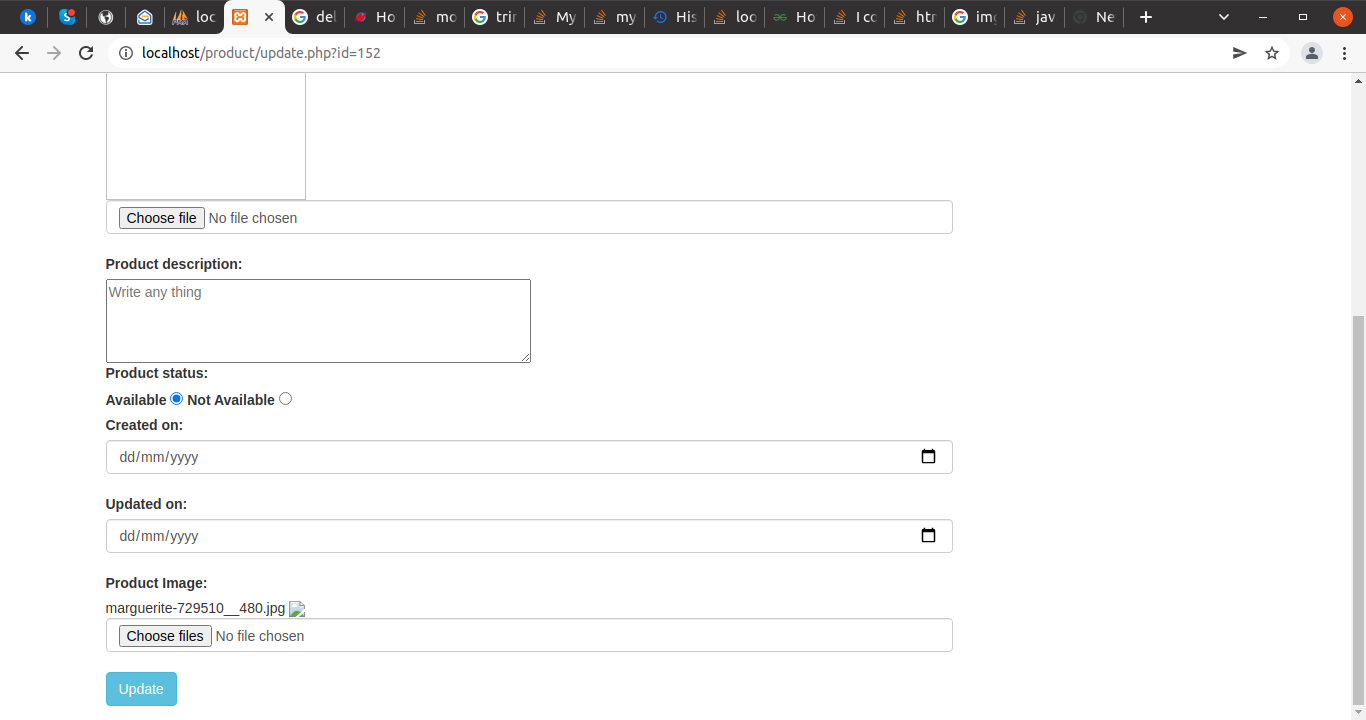 loc
del
Ho
mo
trin
My
my
His
loo
Ho
I co
htr
img
jav
Ne
localhost/product/update.php?id=152
Choose file No file chosen
Product description:
Write any thing
Product status:
Available Not Available
Created on:
dd/mm/yyyy
Updated on:
dd/mm/yyyy
Product Image:
marguerite-729510__480.jpg
Choose files No file chosen
Update